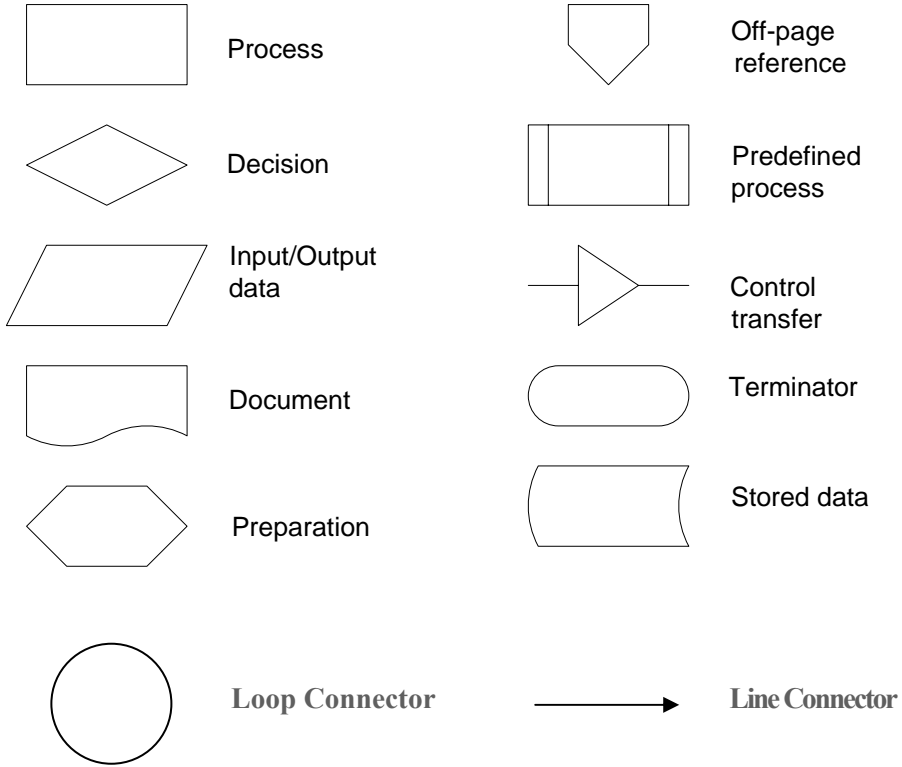 Process
Off-page
reference
Decision
Predefined
process
Input/Output
data
Control
transfer
Document
Terminator
Preparation
Stored data
Loop Connector
Line Connector